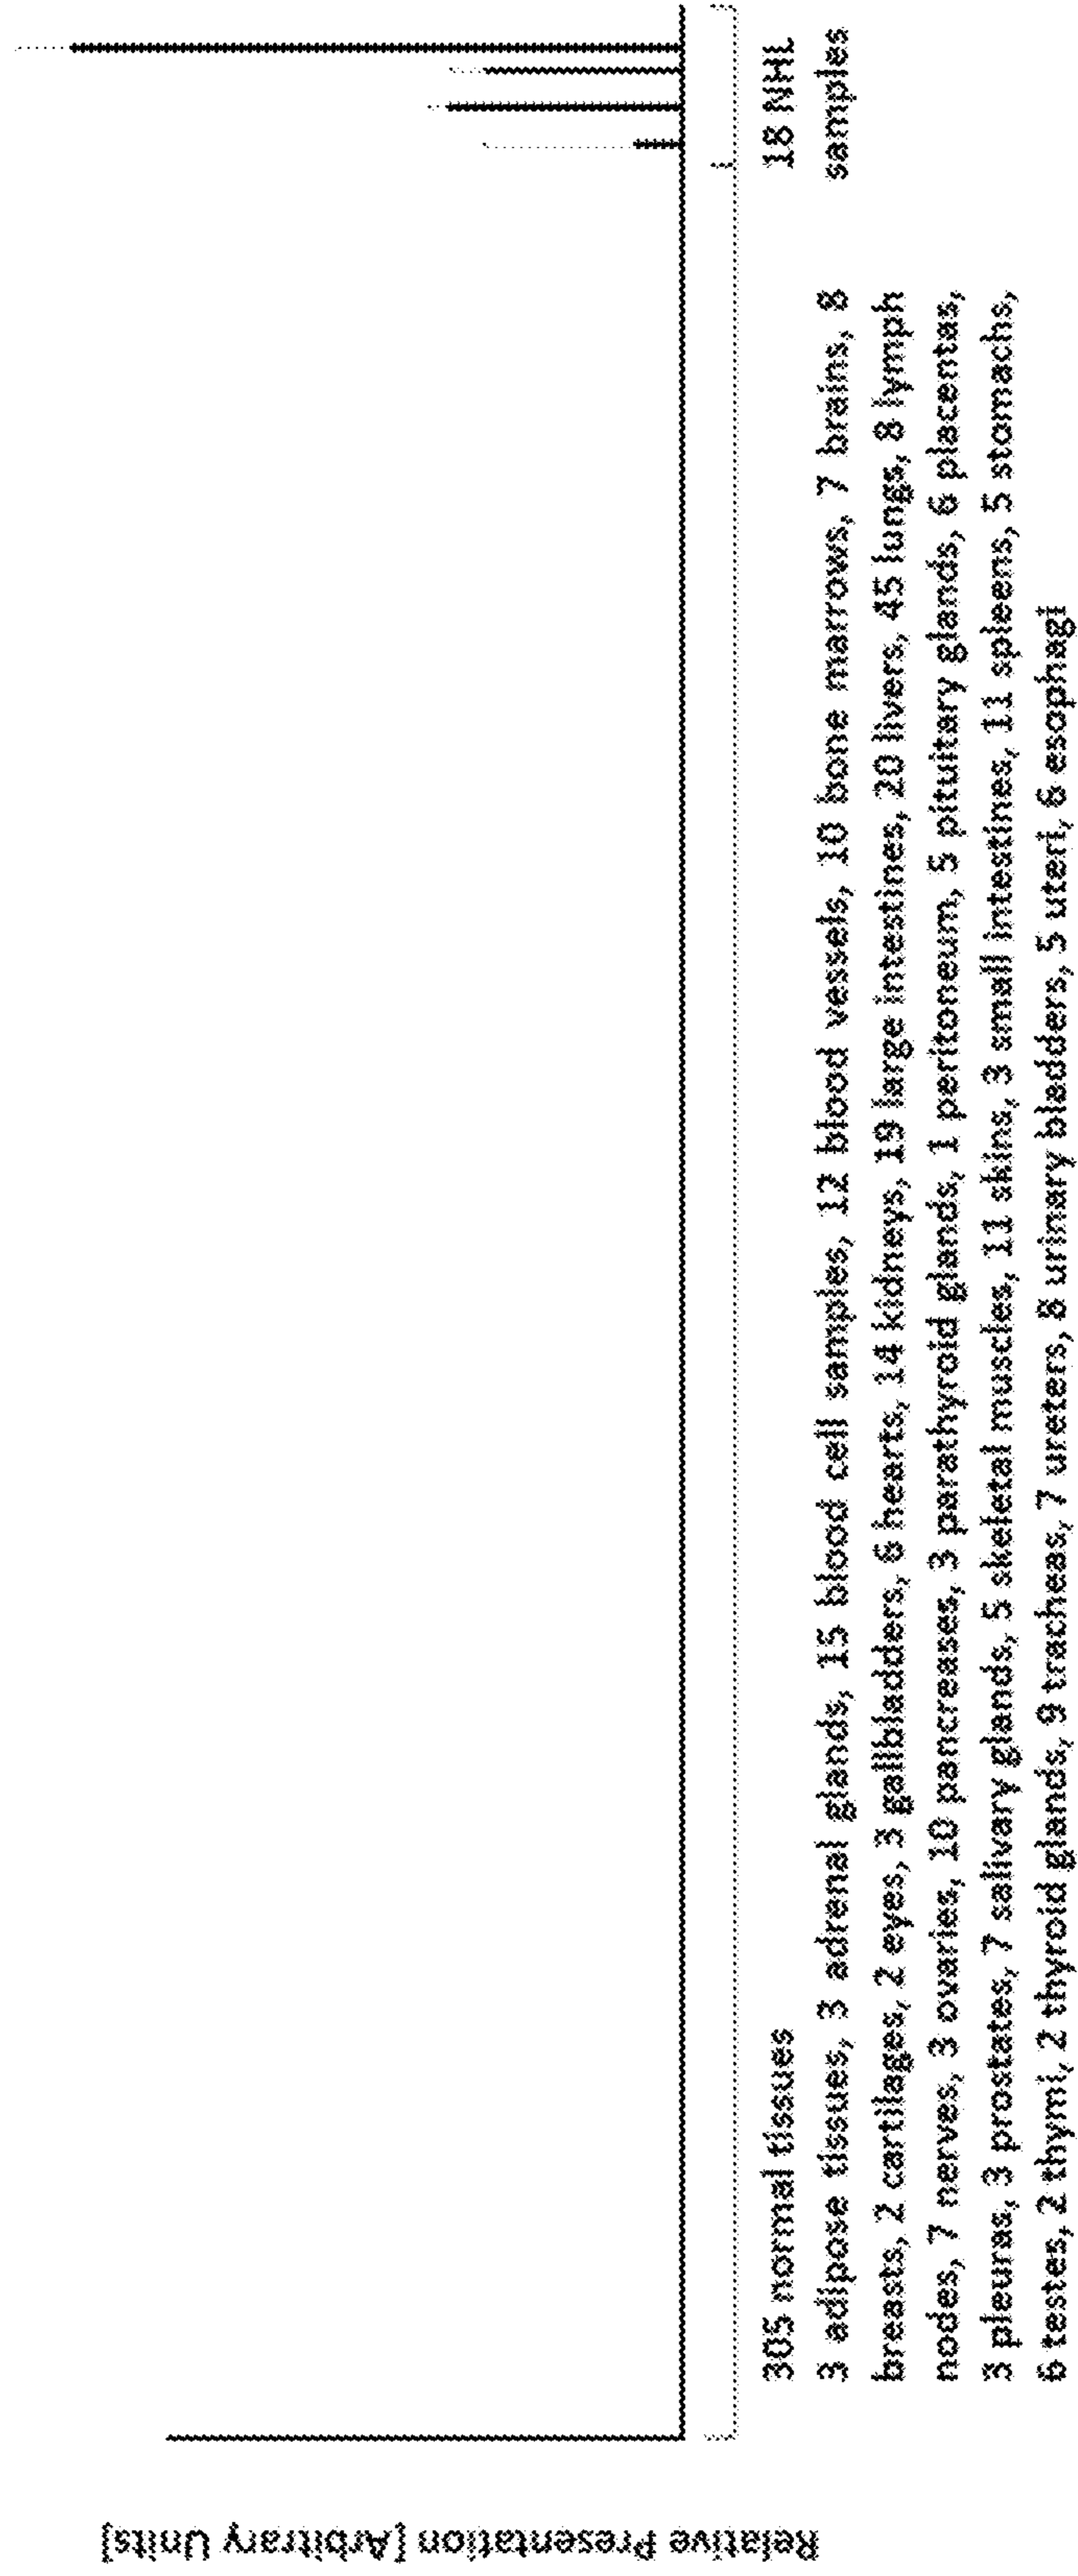 Relative Presentation [Arbitrary Units]
305 normal tissues
3 adipose tissues, 3 adrenal glands, 15 blood cell samples, 12 blood vessels, 10 bone marrows, 7 brains, 8
breasts, 2 cartilages, 2 eyes, 3 gallbladders, 6 hearts, 14 kidneys, 19 large intestines, 20 livers, 45 lungs, 8 lymph
nodes, 7 nerves, 3 ovaries, 10 pancreases, 3 parathyroid glands, 1 peritoneum, 5 pituitary glands, 6 placentas,
3 pleuras, 3 prostates, 7 salivary glands, 5 skeletal muscles, 11 skins, 3 small intestines, 11 spleens, 5 stomachs,
6 testes, 2 thymi, 2 thyroid glands, 9 tracheas, 7 ureters, 8 urinary bladders, 5 uteri, 6 esophagi
18 NHL
samples